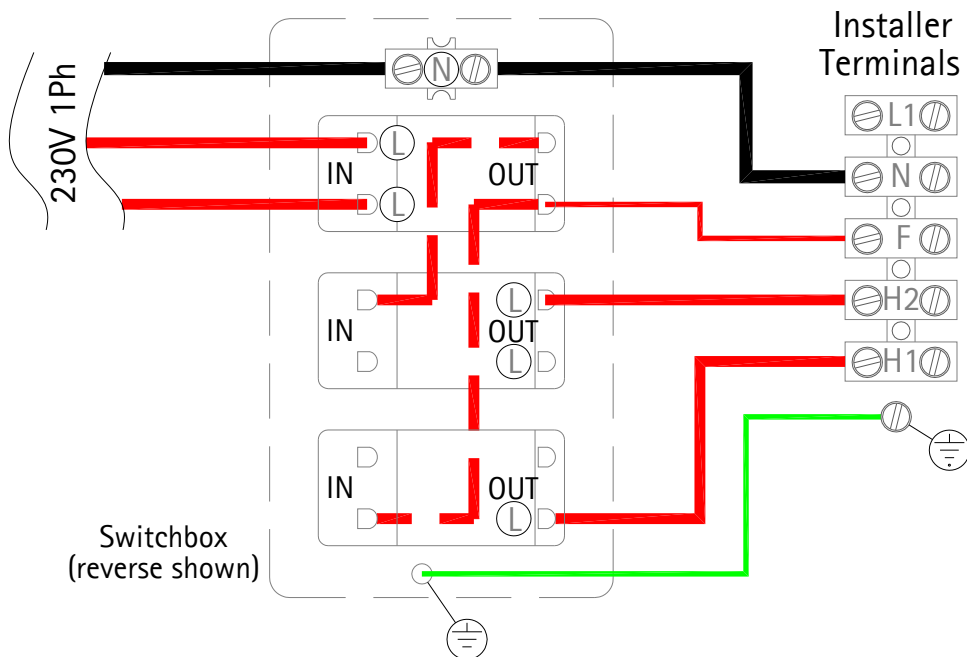 Installer
Terminals
230V 1Ph
N
L1
L
IN
OUT
L
N
F
L
H2
IN
OUT
L
H1
IN
OUT
L
Switchbox
(reverse shown)